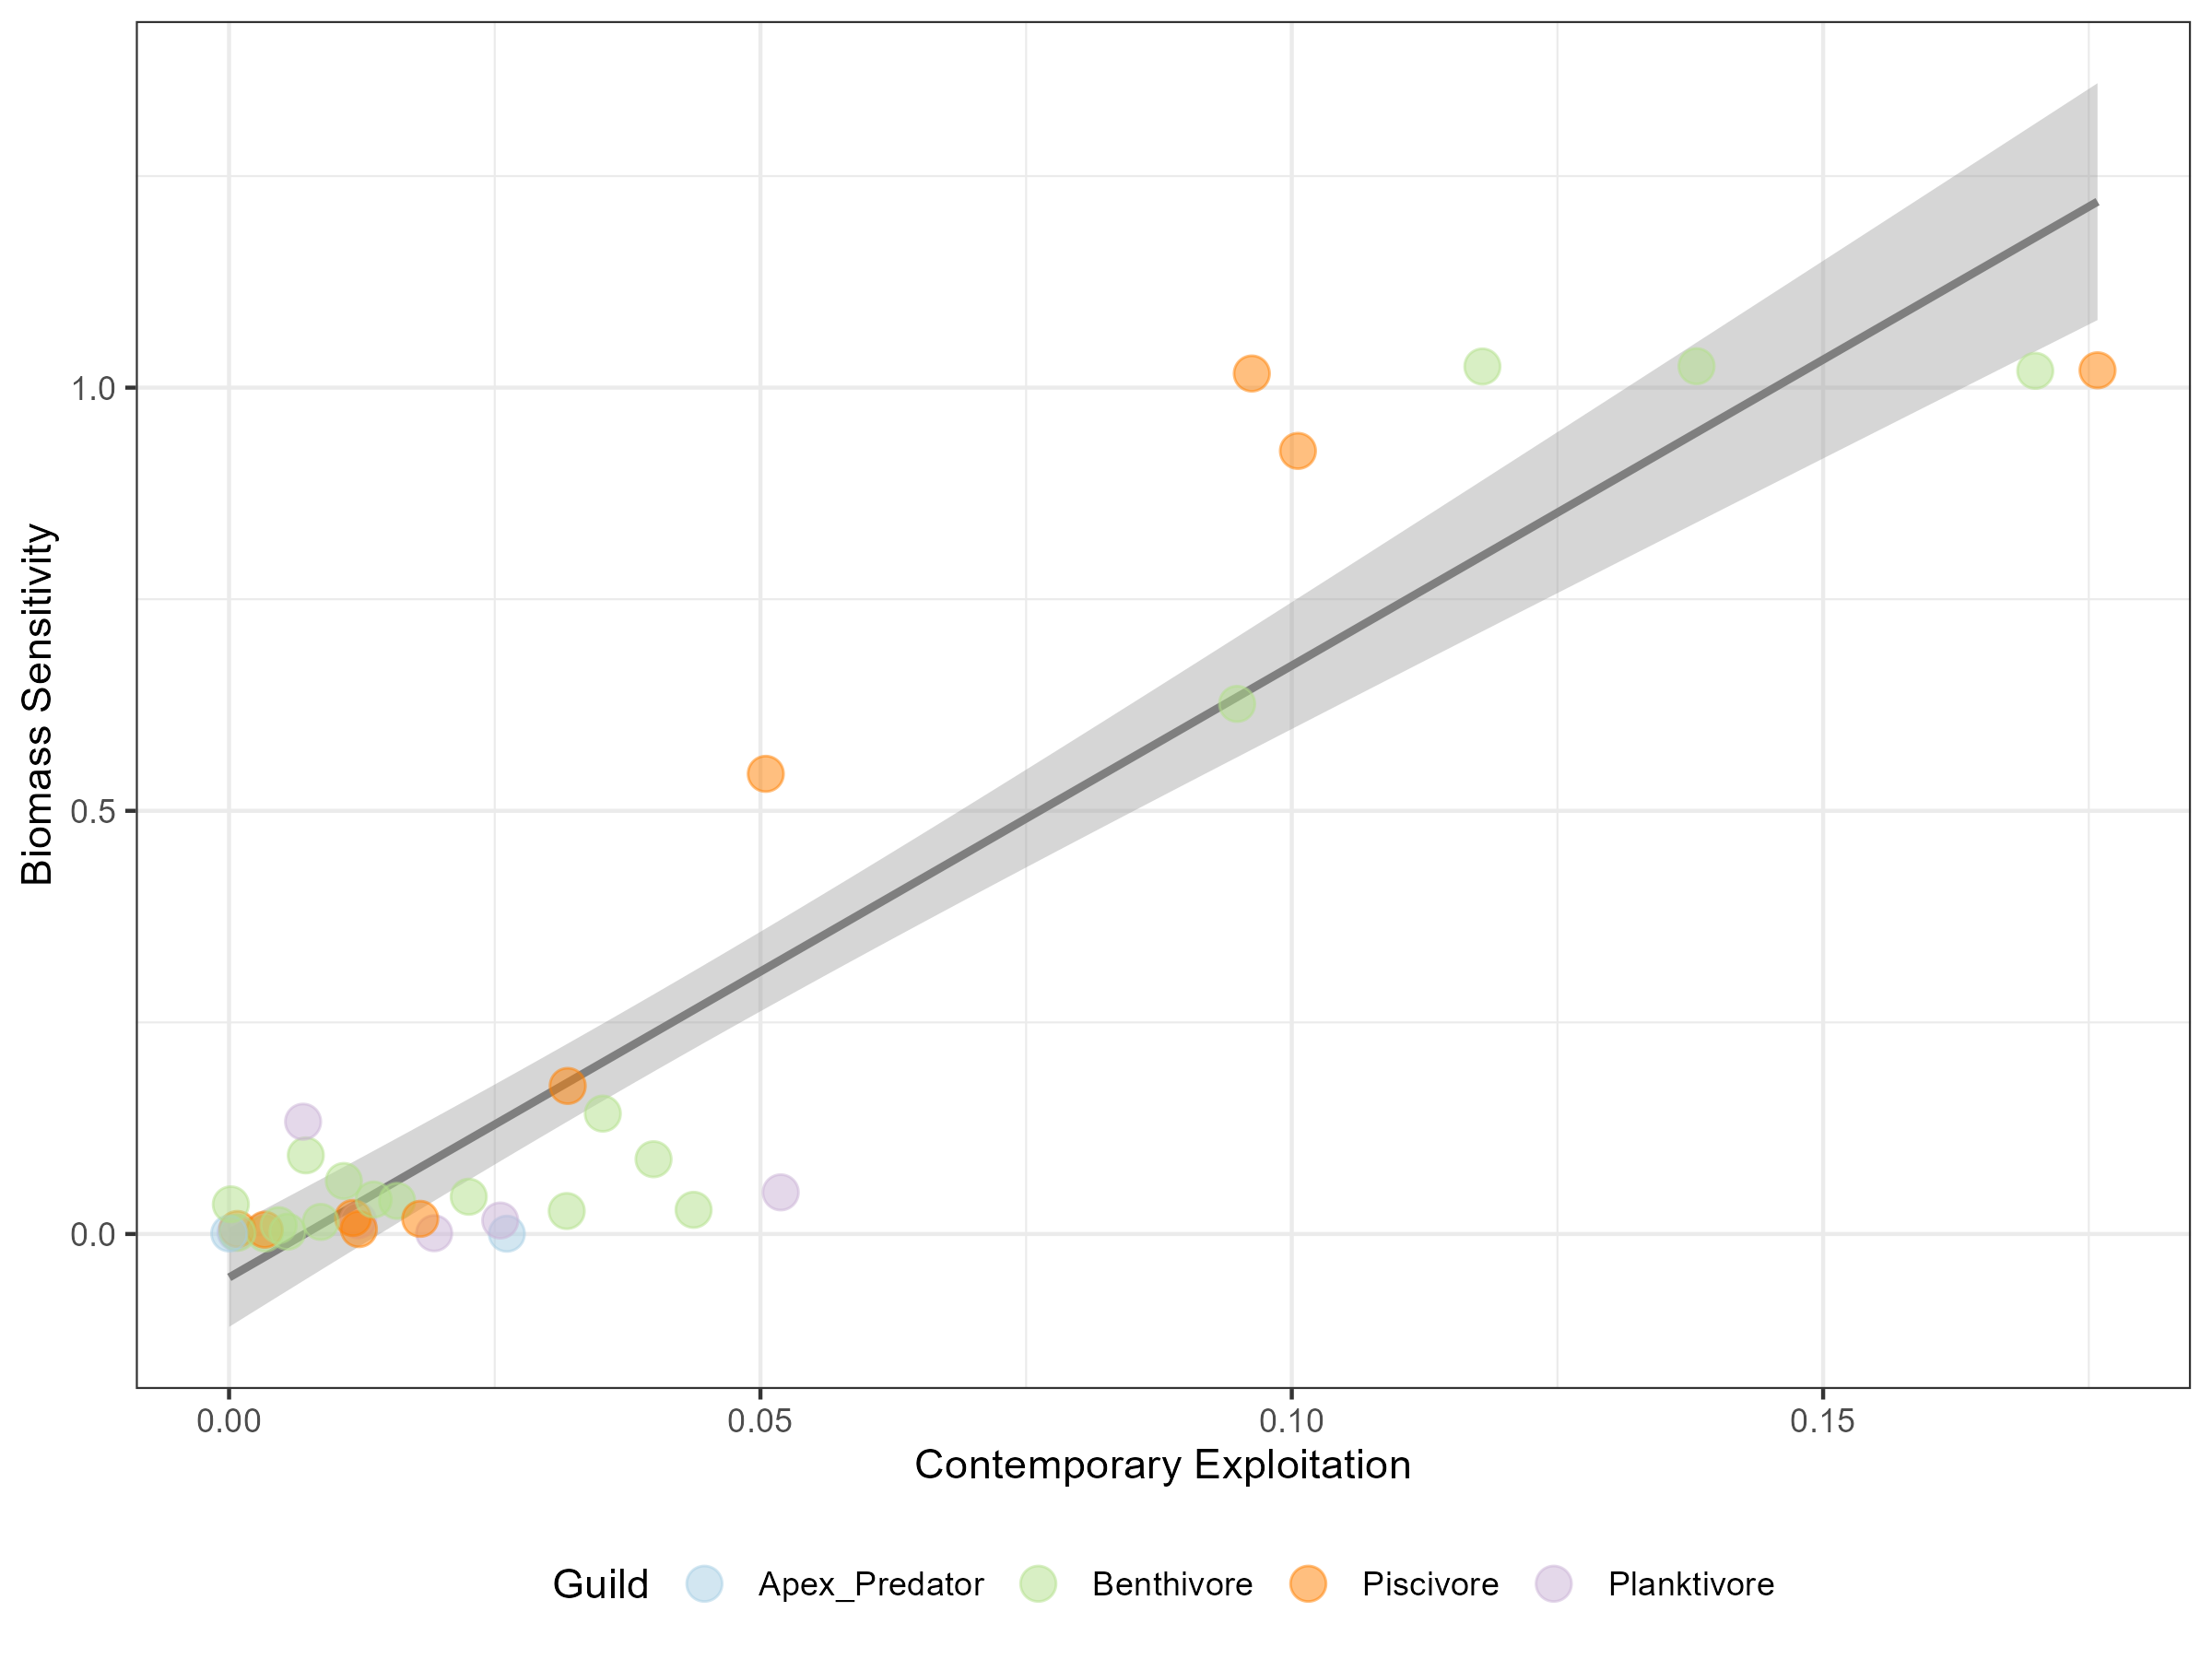 Biomass Sensitivity
1.0
0.5
0.0
0.00 0.05 0.10 0.15
Contemporary Exploitation
Guild Apex_Predator Benthivore Piscivore Planktivore